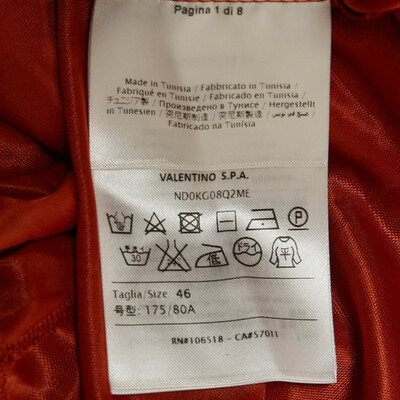 Pagina 1 di 8
Made in Tunisia / Fabbricato in Tunisia /
Fabriqué en Tunisie / Fabricado en Tunisia /
チュニジア製 / Произведено в Тунисе / Hergestellt
in Tunesien / 突尼斯制造 / 突尼斯製造 / صنع في تونس /
Fabricado na Tunísia
VALENTINO S.P.A.
ND0KG08Q2ME
P
30 低 ドライ 平
Taglia/Size 46
号型: 175/80A
RN#106518 - CA#57011